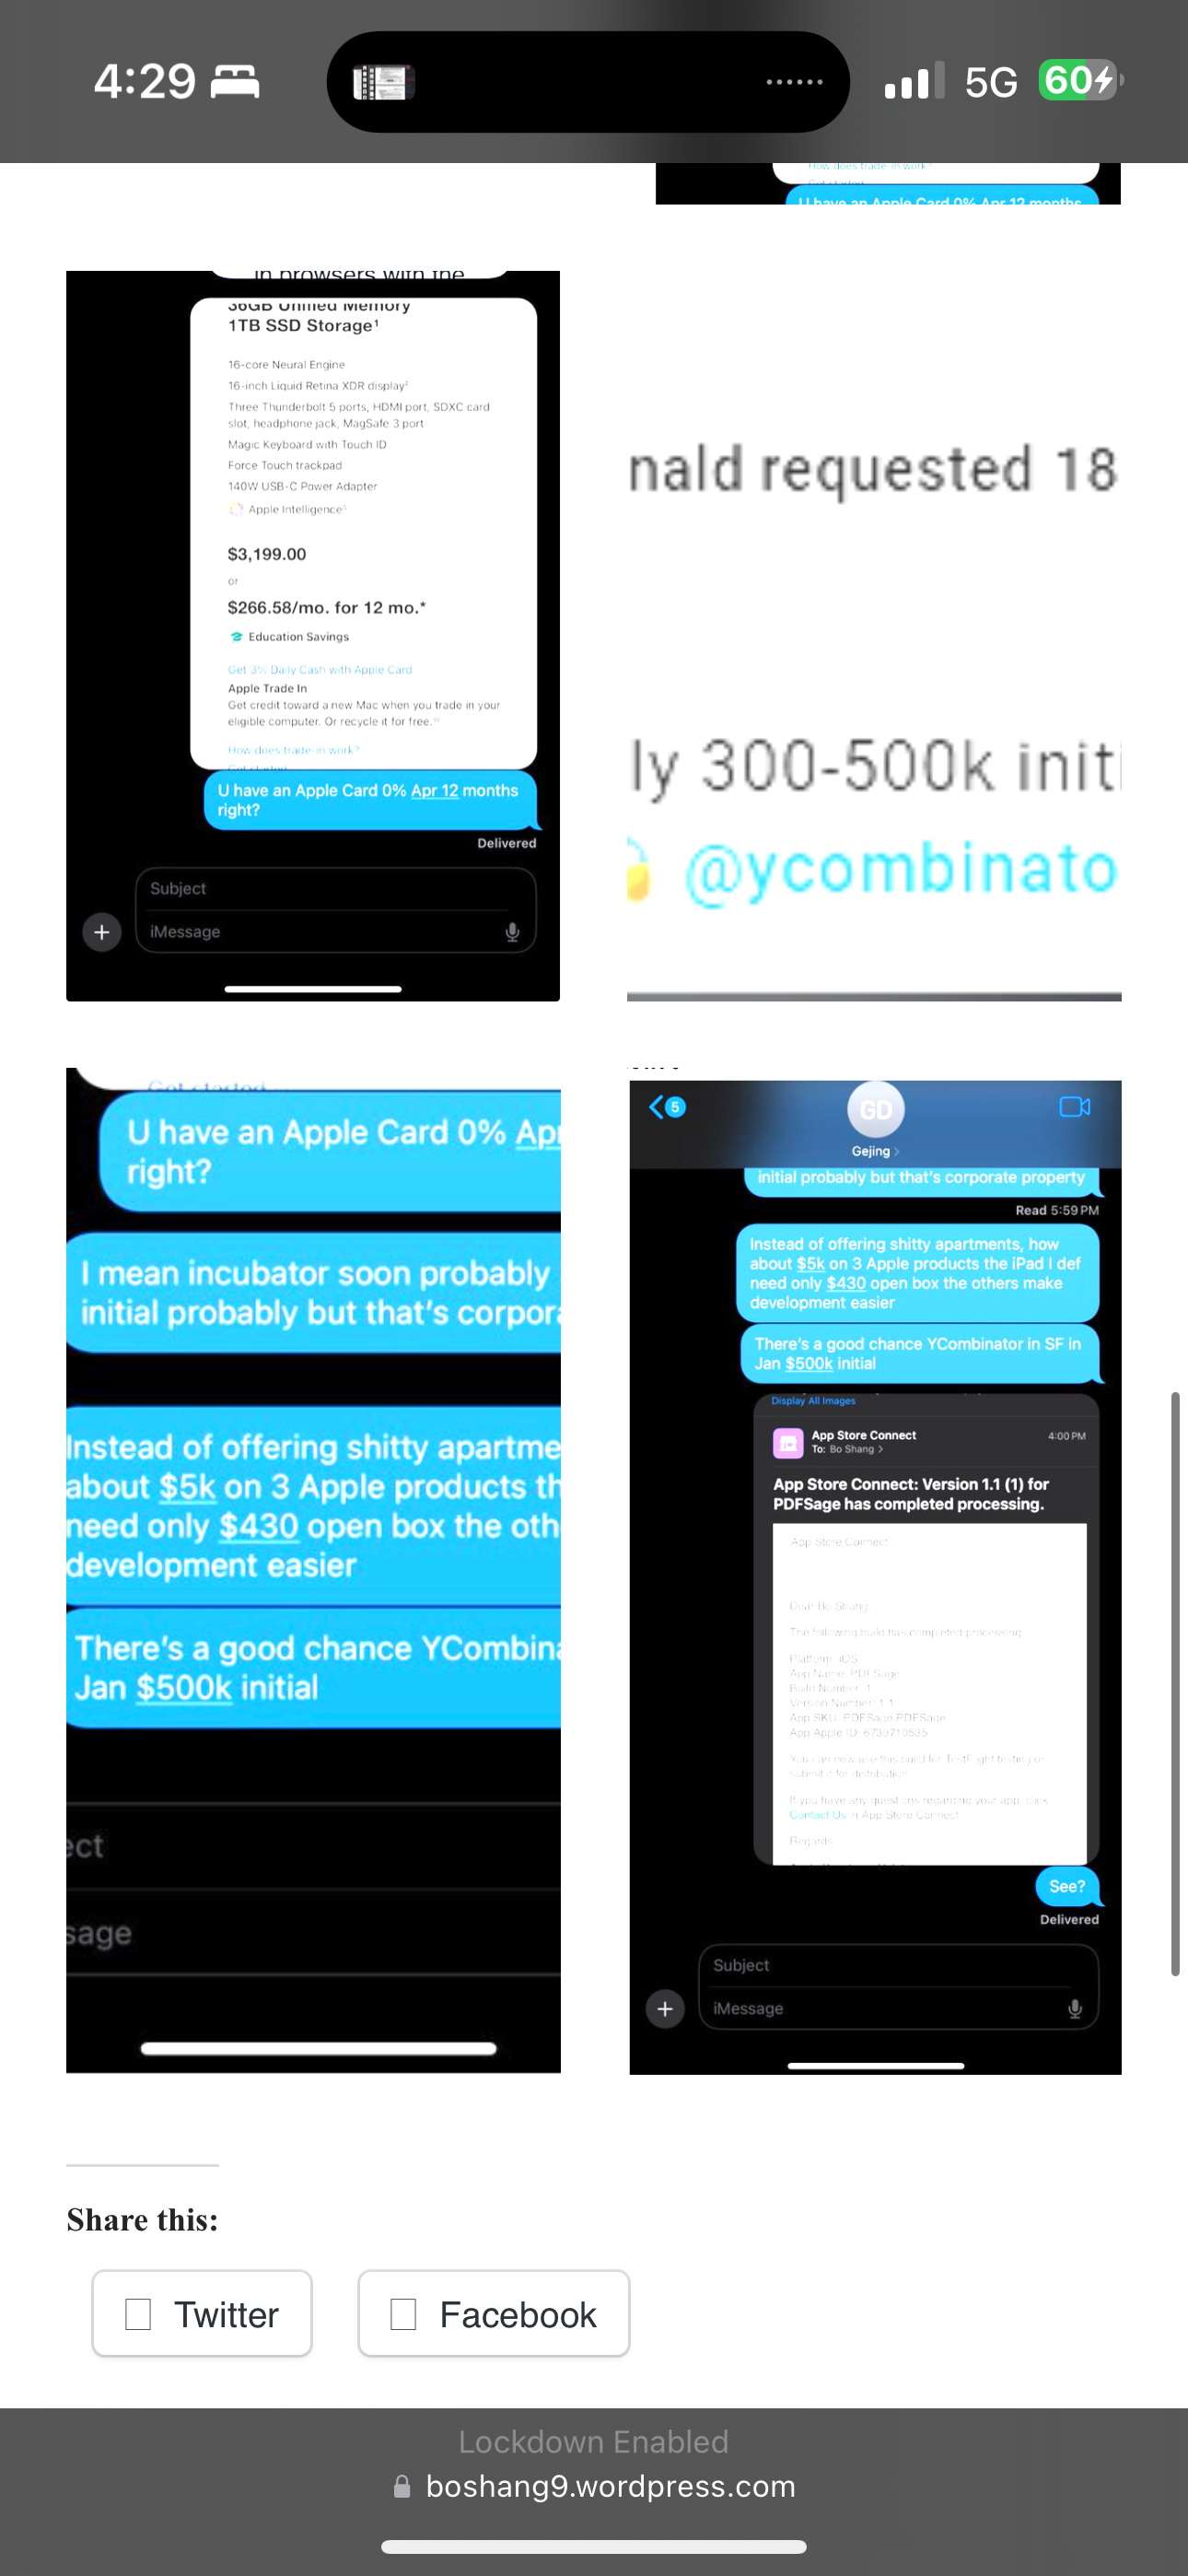 4:29
5G 60
How does trade-in work?
U have an Apple Card 0% Apr 12 months
in browsers with the
36GB Unified Memory
1TB SSD Storage¹
16-core Neural Engine
16-inch Liquid Retina XDR display²
Three Thunderbolt 5 ports, HDMI port, SDXC card
slot, headphone jack, MagSafe 3 port
Magic Keyboard with Touch ID
Force Touch trackpad
140W USB-C Power Adapter
Apple Intelligence
$3,199.00
or
$266.58/mo. for 12 mo.*
Education Savings
Get 3% Daily Cash with Apple Card
Apple Trade In
Get credit toward a new Mac when you trade in your
eligible computer. Or recycle it for free.
How does trade-in work?
Get started
U have an Apple Card 0% Apr 12 months
right?
Delivered
Subject
iMessage
nald requested 18
ly 300-500k initi
@ycombinato
Get started
U have an Apple Card 0% Apr
right?
I mean incubator soon probably
initial probably but that's corpora
Instead of offering shitty apartme
about $5k on 3 Apple products th
need only $430 open box the oth
development easier
There's a good chance YCombina
Jan $500k initial
ect
sage
5
GD
Gejing
initial probably but that's corporate property
Read 5:59 PM
Instead of offering shitty apartments, how
about $5k on 3 Apple products the iPad I def
need only $430 open box the others make
development easier
There's a good chance YCombinator in SF in
Jan $500k initial
Display All Images
App Store Connect
4:00 PM
To: Bo Shang
App Store Connect: Version 1.1 (1) for
PDFSage has completed processing.
App Store Connect
Dear Bo Shang,
The following build has completed processing:
Platform: iOS
App Name: PDFSage
Build Number: 1
Version Number: 1.1
App SKU: PDFSage.PDFSage
App Apple ID: 6739710535
You can now use this build for TestFlight testing or
submit it for distribution.
If you have any questions regarding your app, click
Contact Us in App Store Connect.
Regards,
See?
Delivered
Subject
iMessage
Share this:
Twitter
Facebook
Lockdown Enabled
boshang9.wordpress.com